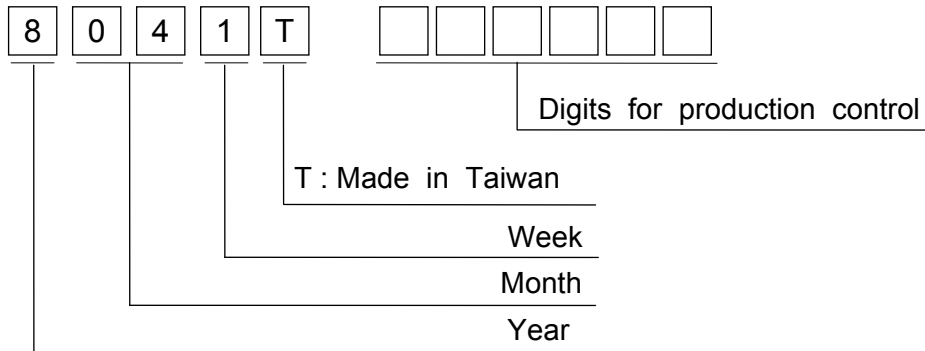 8 0 4 1 T
Digits for production control
T : Made in Taiwan
Week
Month
Year